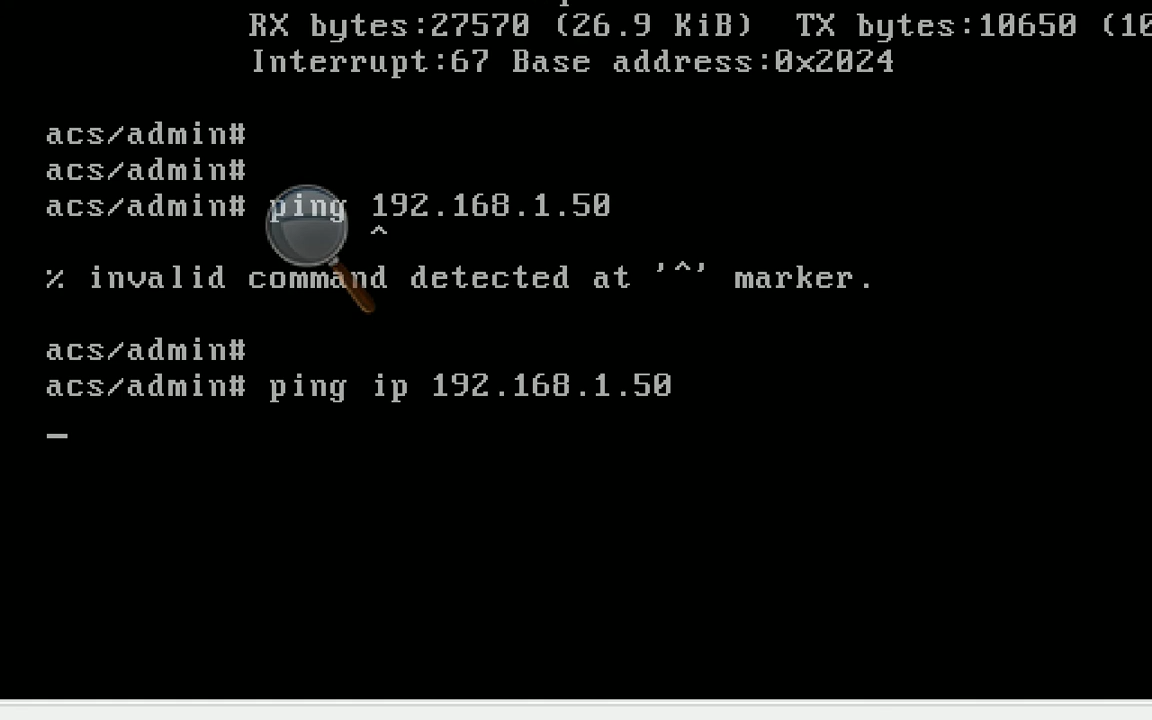 RX bytes:27570 (26.9 KiB)  TX bytes:10650 (10
Interrupt:67 Base address:0x2024
acs/admin#
acs/admin#
acs/admin# ping 192.168.1.50
^
% invalid command detected at '^' marker.
acs/admin#
acs/admin# ping ip 192.168.1.50
_